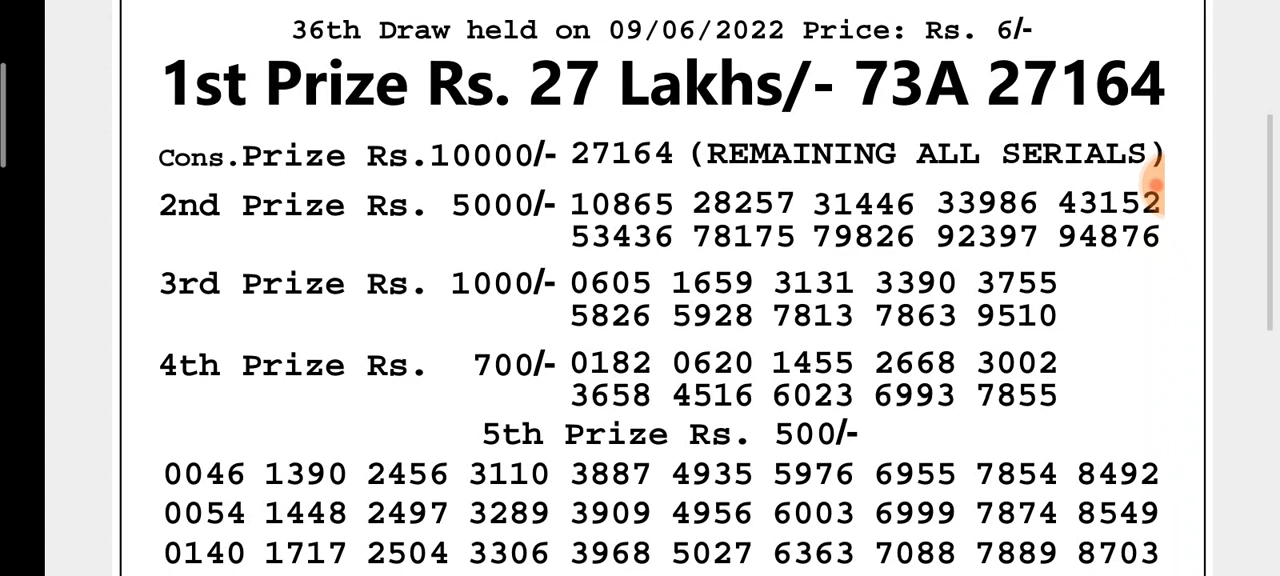 36th Draw held on 09/06/2022 Price: Rs. 6/-
1st Prize Rs. 27 Lakhs/- 73A 27164
Cons.Prize Rs.10000/- 27164 (REMAINING ALL SERIALS)
2nd Prize Rs. 5000/- 10865 28257 31446 33986 43152
53436 78175 79826 92397 94876
3rd Prize Rs. 1000/- 0605 1659 3131 3390 3755
5826 5928 7813 7863 9510
4th Prize Rs. 700/- 0182 0620 1455 2668 3002
3658 4516 6023 6993 7855
5th Prize Rs. 500/-
0046 1390 2456 3110 3887 4935 5976 6955 7854 8492
0054 1448 2497 3289 3909 4956 6003 6999 7874 8549
0140 1717 2504 3306 3968 5027 6363 7088 7889 8703